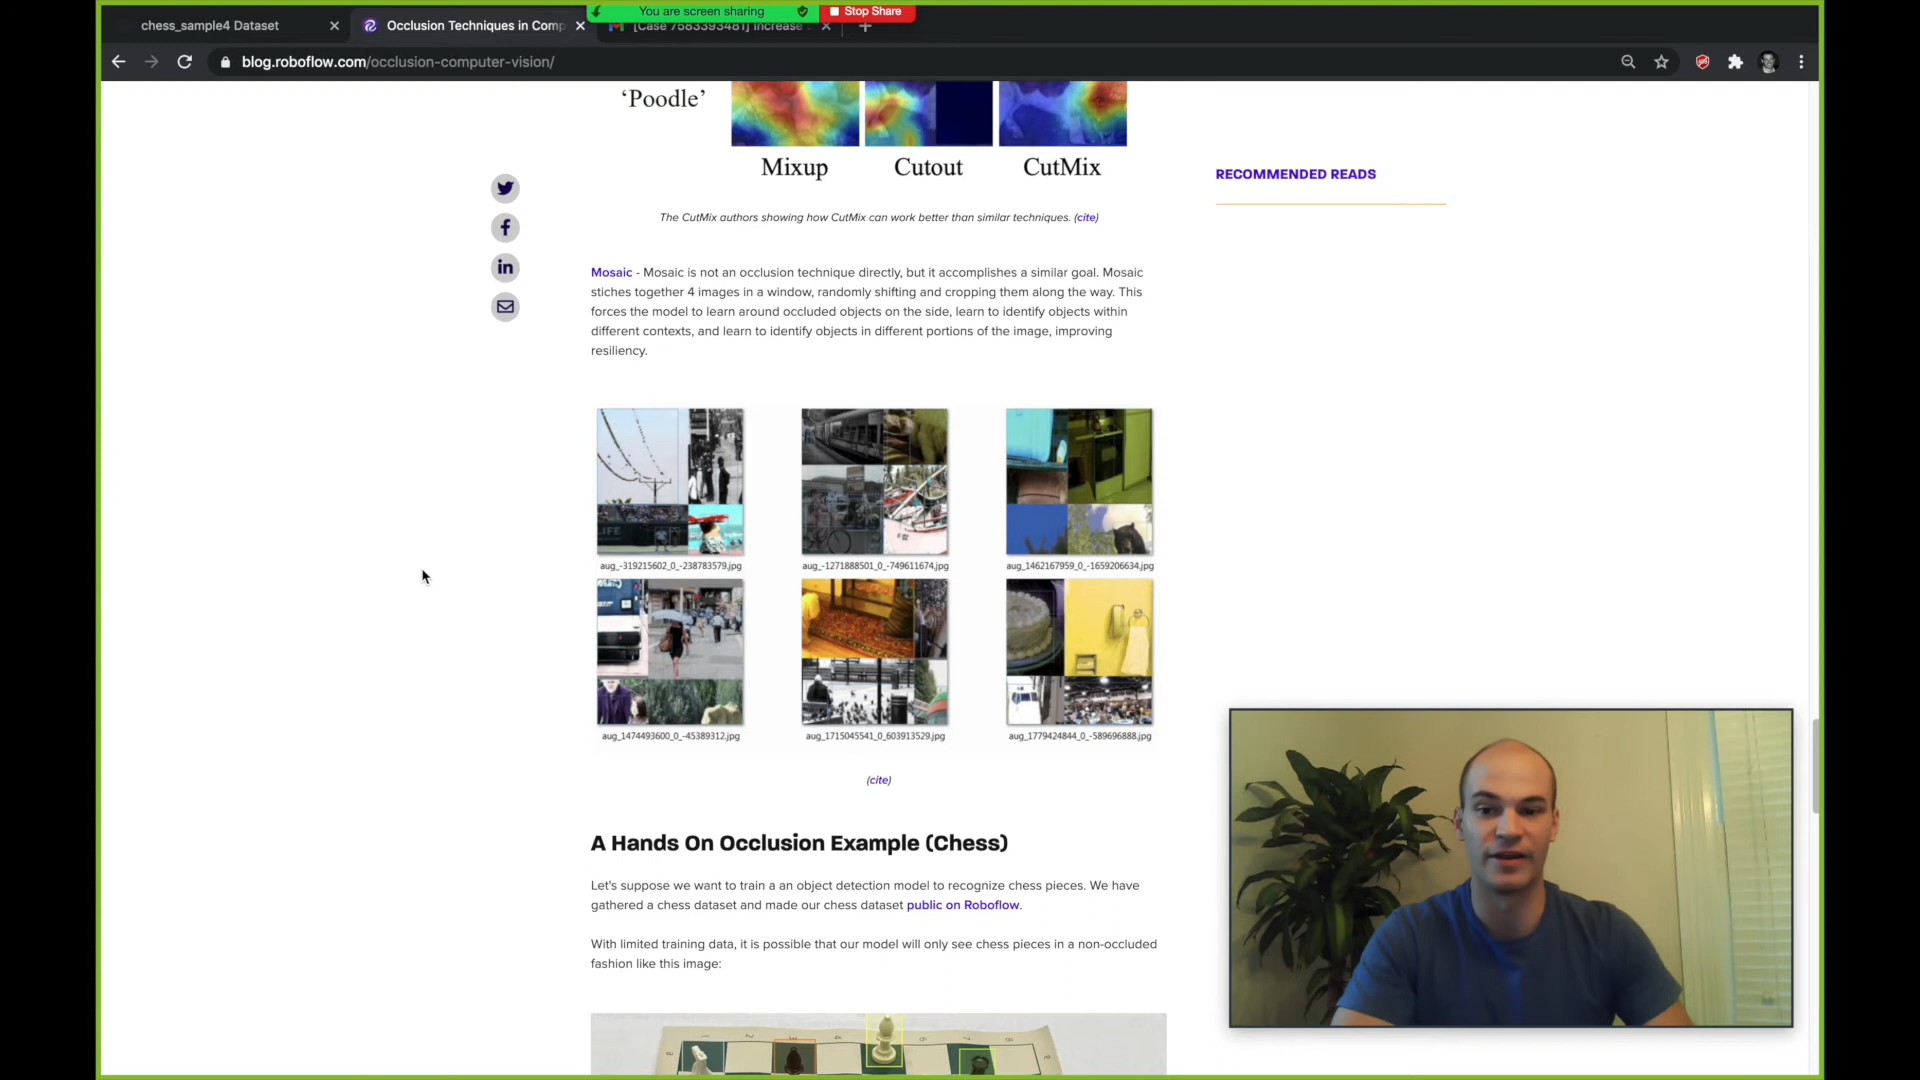 You are screen sharing
Stop Share
chess_sample4 Dataset
Occlusion Techniques in Comp
[Case 7583393481] Increase
blog.roboflow.com/occlusion-computer-vision/
‘Poodle’
Mixup Cutout CutMix
RECOMMENDED READS
The CutMix authors showing how CutMix can work better than similar techniques. (cite)
Mosaic - Mosaic is not an occlusion technique directly, but it accomplishes a similar goal. Mosaic
stiches together 4 images in a window, randomly shifting and cropping them along the way. This
forces the model to learn around occluded objects on the side, learn to identify objects within
different contexts, and learn to identify objects in different portions of the image, improving
resiliency.
LIFE
aug_-319215602_0_-238783579.jpg aug_-1271888501_0_-749611674.jpg aug_1462167959_0_-1659206634.jpg
aug_1474493600_0_-45389312.jpg aug_1715045541_0_603913529.jpg aug_1779424844_0_-589696888.jpg
(cite)
A Hands On Occlusion Example (Chess)
Let's suppose we want to train a an object detection model to recognize chess pieces. We have
gathered a chess dataset and made our chess dataset public on Roboflow.
With limited training data, it is possible that our model will only see chess pieces in a non-occluded
fashion like this image: